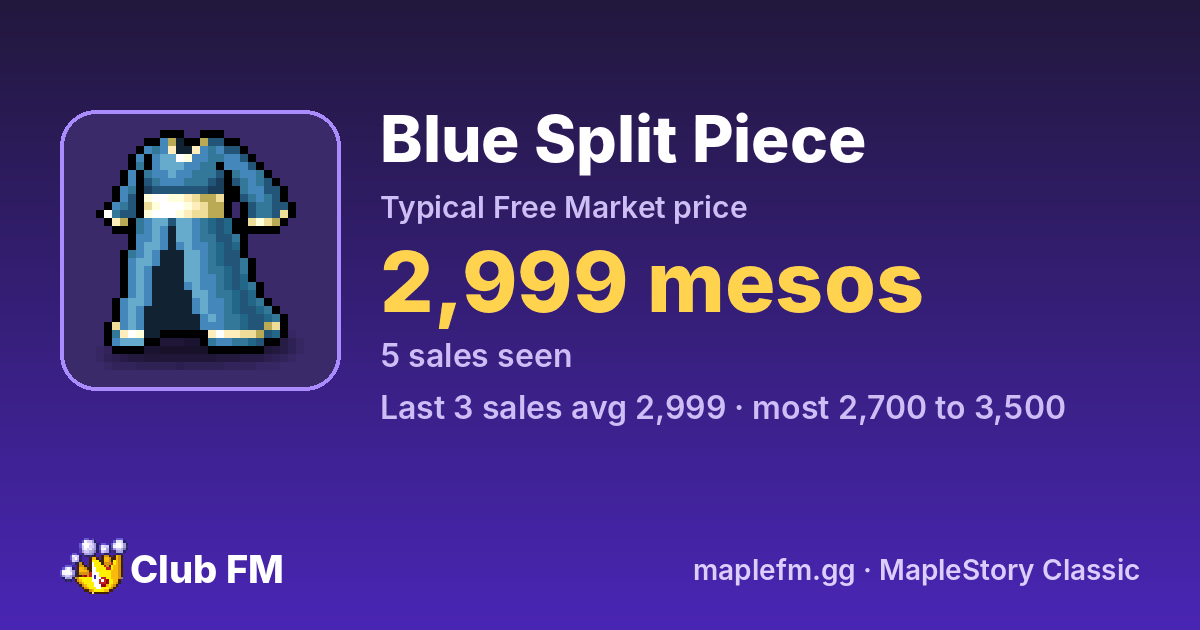 Blue Split Piece
Typical Free Market price
2,999 mesos
5 sales seen
Last 3 sales avg 2,999 · most 2,700 to 3,500
Club FM
maplefm.gg · MapleStory Classic